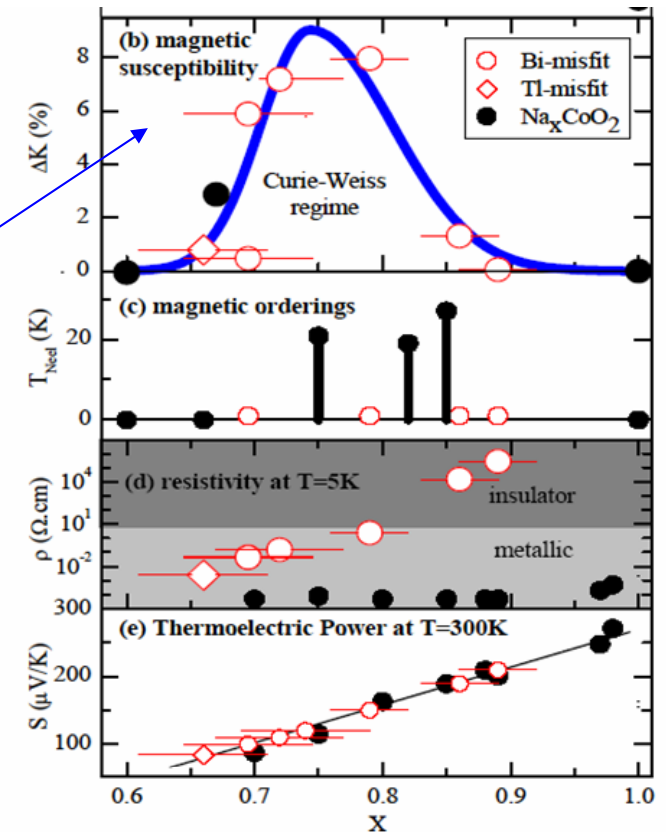 (b) magnetic
susceptibility
Bi-misfit
Tl-misfit
NaxCoO2
8
6
4
2
0
ΔK (%)
Curie-Weiss
regime
(c) magnetic orderings
20
0
TNeel (K)
(d) resistivity at T=5K
insulator
metallic
10^4
10^1
10^-2
ρ (Ω.cm)
300
(e) Thermoelectric Power at T=300K
200
100
S (μV/K)
0.6 0.7 0.8 0.9 1.0
X